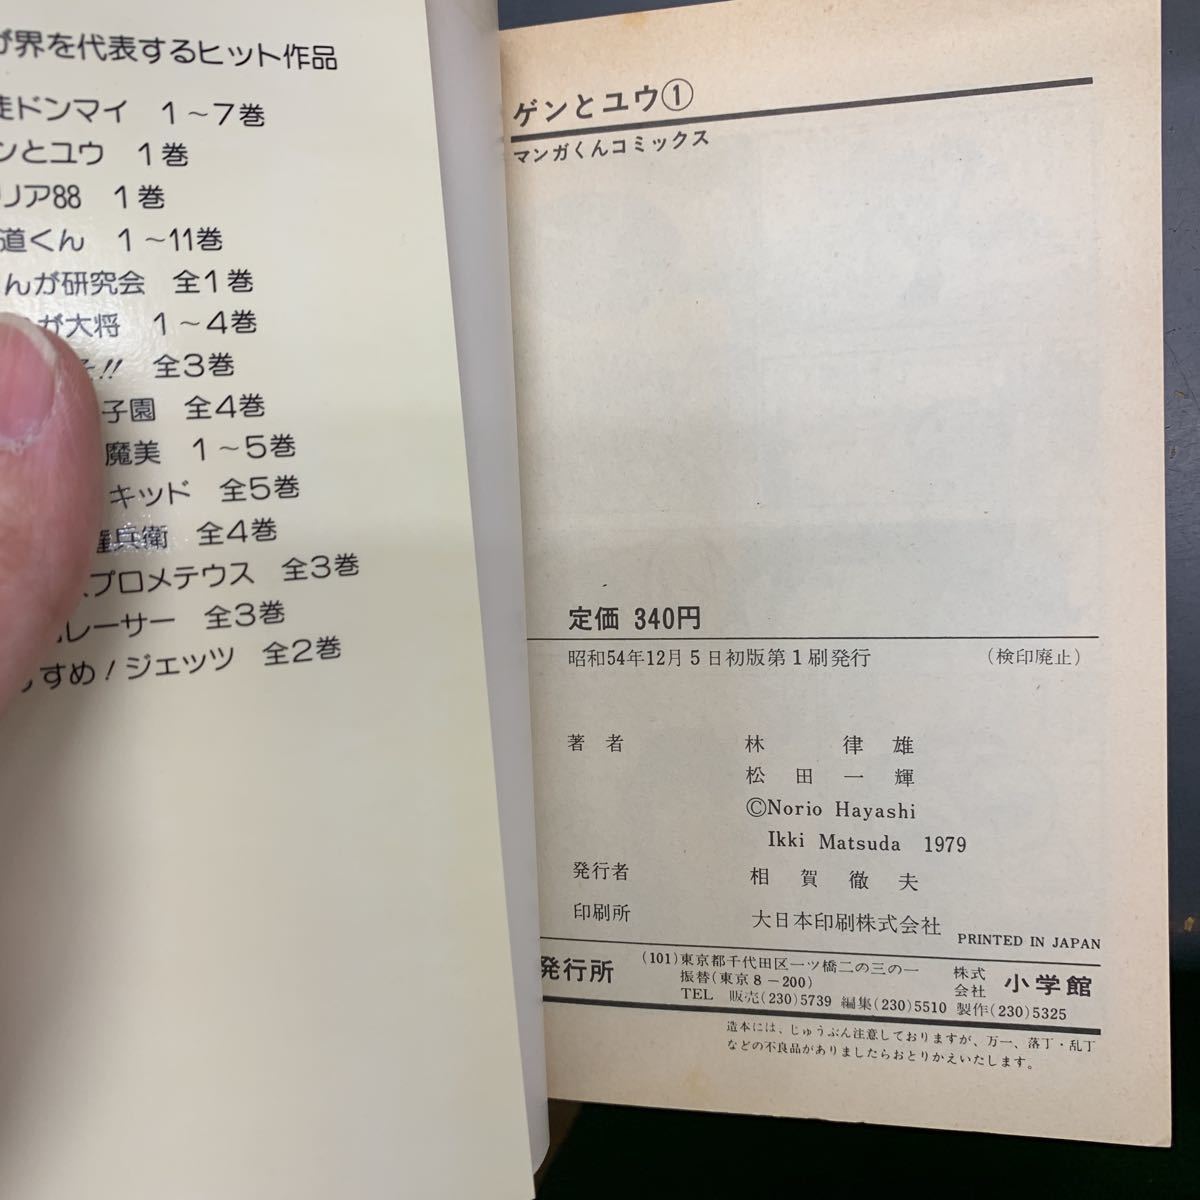 が界を代表するヒット作品
走ドンマイ 1～7巻
ンとユウ 1巻
リア88 1巻
道くん 1～11巻
んが研究会 全1巻
が大将 1～4巻
!! 全3巻
子園 全4巻
魔美 1～5巻
キッド 全5巻
兵衛 全4巻
プロメテウス 全3巻
レーサー 全3巻
すすめ!ジェッツ 全2巻
ゲンとユウ①
マンガくんコミックス
定価 340円
昭和54年12月5日初版第1刷発行 (検印廃止)
著者 林律雄
松田一輝
©Norio Hayashi
Ikki Matsuda 1979
発行者 相賀徹夫
印刷所 大日本印刷株式会社
PRINTED IN JAPAN
発行所 (101)東京都千代田区一ツ橋二の三の一 株式会社 小学館
振替(東京8-200)
TEL 販売(230)5739 編集(230)5510 製作(230)5325
造本には、じゅうぶん注意しておりますが、万一、落丁・乱丁
などの不良品がありましたらおとりかえいたします。